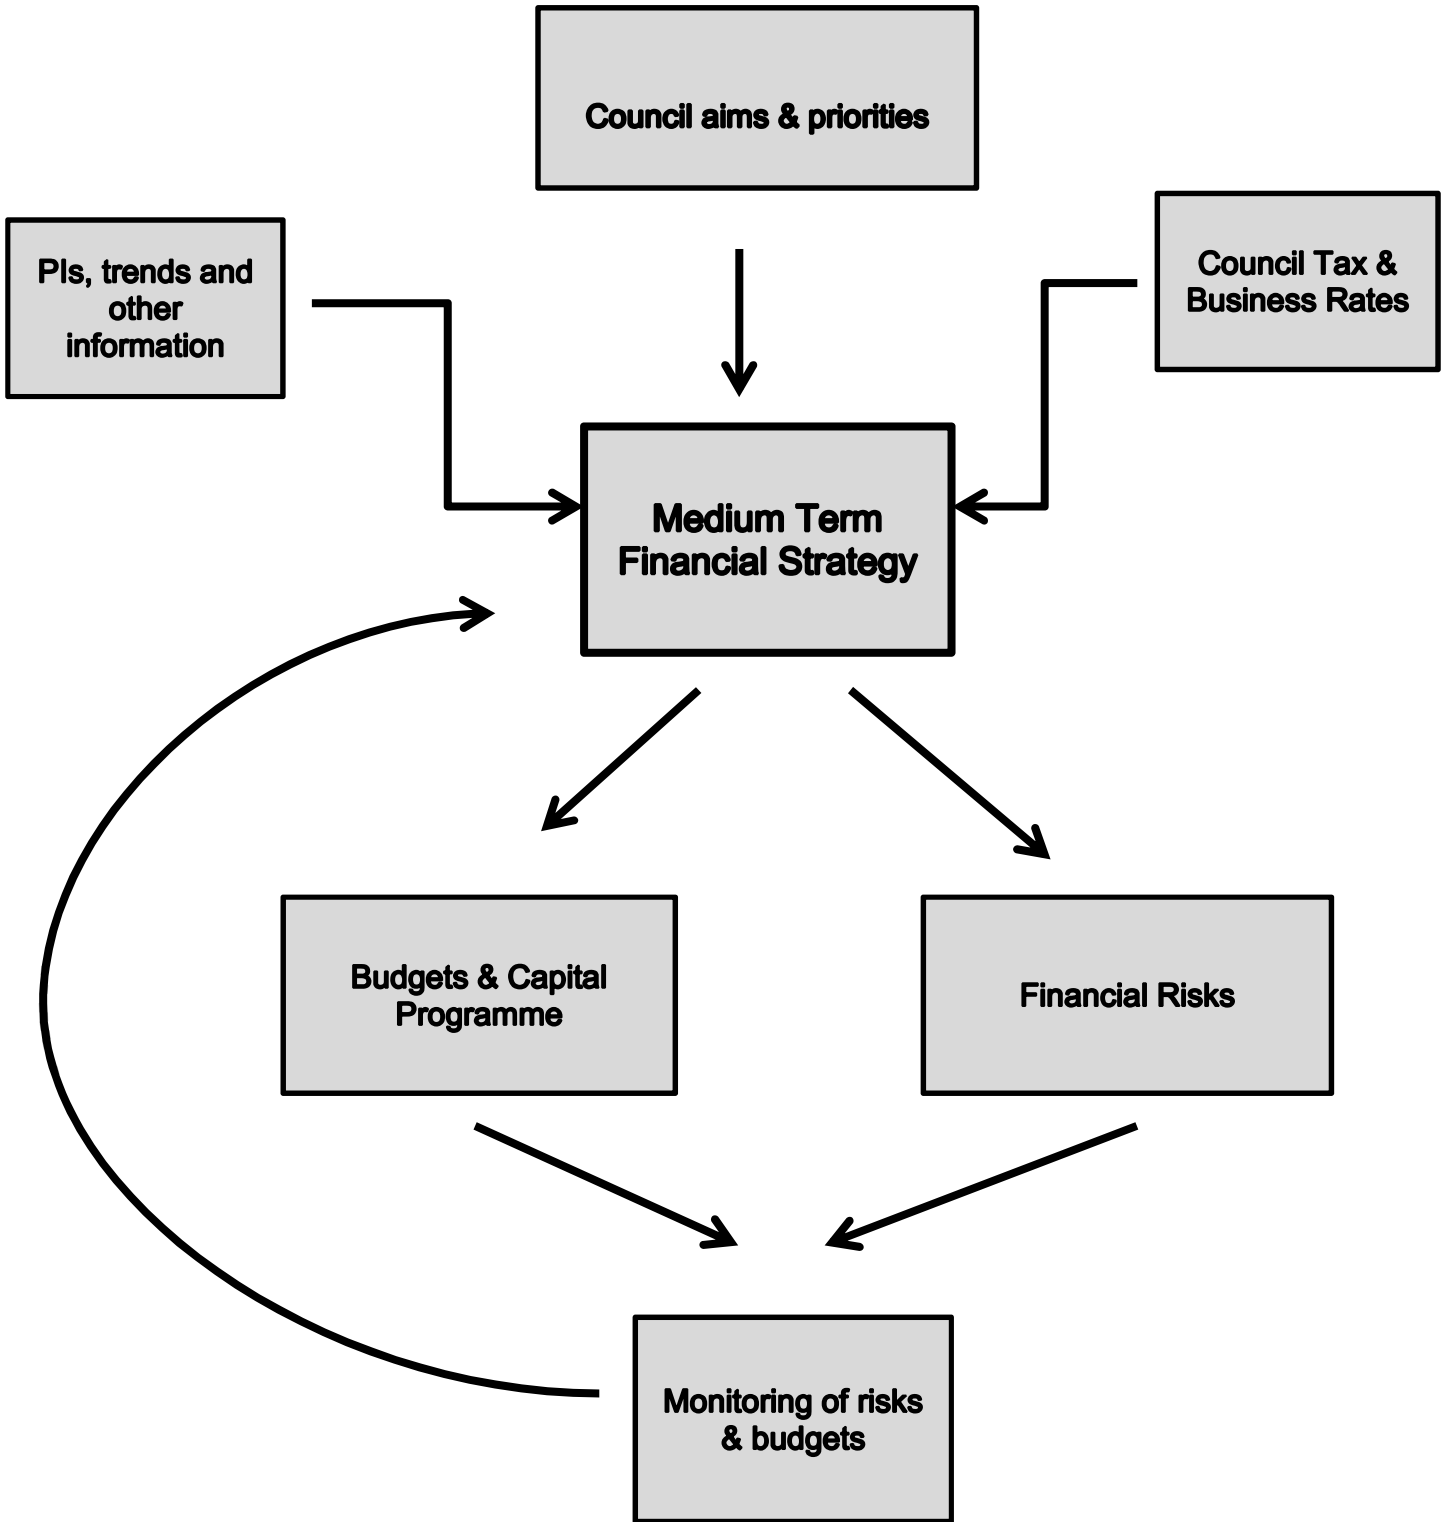 Council aims & priorities
PIs, trends and
other
information
Council Tax &
Business Rates
Medium Term
Financial Strategy
Budgets & Capital
Programme
Financial Risks
Monitoring of risks
& budgets